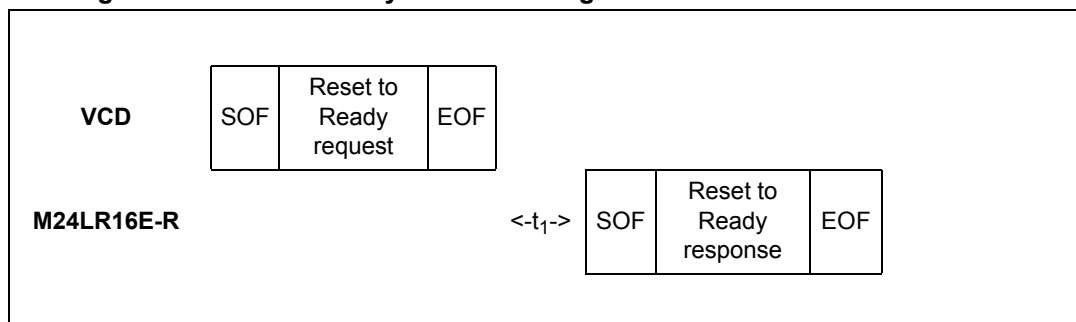 VCD
SOF
Reset to
Ready
request
EOF
M24LR16E-R
<-t1->
SOF
Reset to
Ready
response
EOF